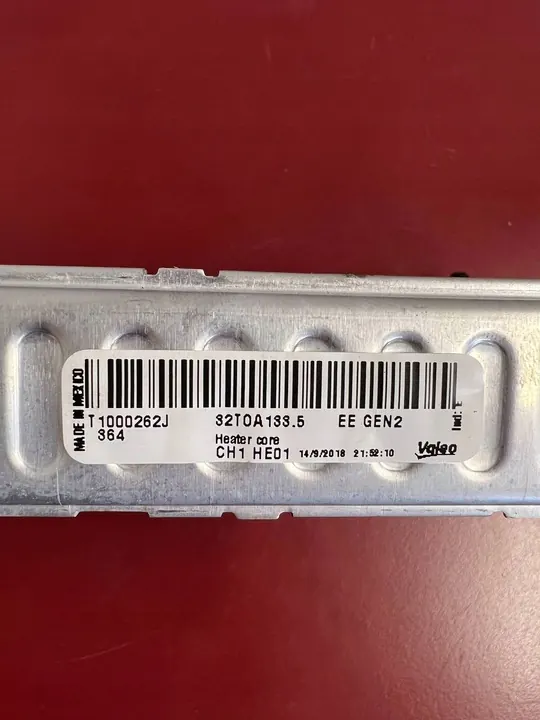 MADE IN MEXICO
T1000262J 32TOA133.5 EE GEN2
364
Ind: E
Heater core
CH1 HE01 14/9/2018 21:52:10
Valeo